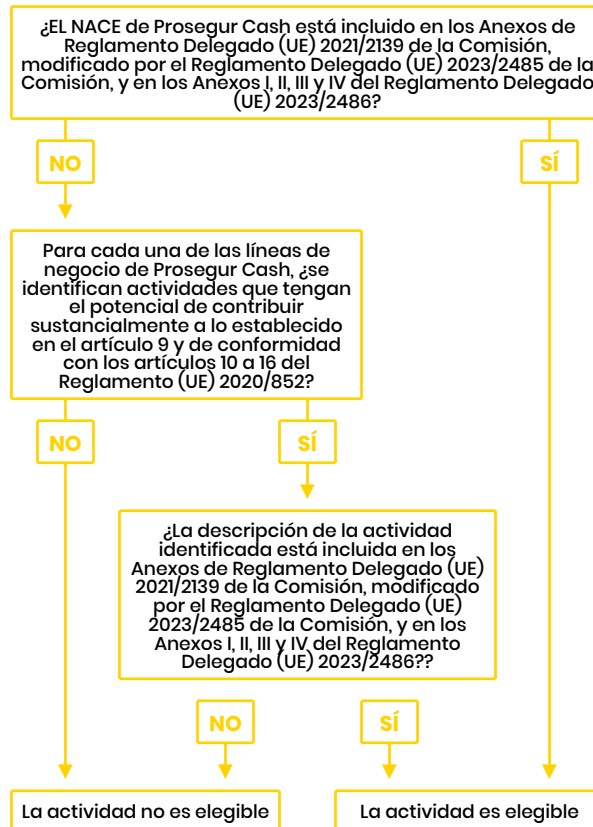 ¿EL NACE de Prosegur Cash está incluido en los Anexos de
Reglamento Delegado (UE) 2021/2139 de la Comisión,
modificado por el Reglamento Delegado (UE) 2023/2485 de la
Comisión, y en los Anexos I, II, III y IV del Reglamento Delegado
(UE) 2023/2486?
NO
SÍ
Para cada una de las líneas de
negocio de Prosegur Cash, ¿se
identifican actividades que tengan
el potencial de contribuir
sustancialmente a lo establecido
en el artículo 9 y de conformidad
con los artículos 10 a 16 del
Reglamento (UE) 2020/852?
NO
SÍ
¿La descripción de la actividad
identificada está incluida en los
Anexos de Reglamento Delegado (UE)
2021/2139 de la Comisión, modificado
por el Reglamento Delegado (UE)
2023/2485 de la Comisión, y en los
Anexos I, II, III y IV del Reglamento
Delegado (UE) 2023/2486??
NO
SÍ
La actividad no es elegible
La actividad es elegible